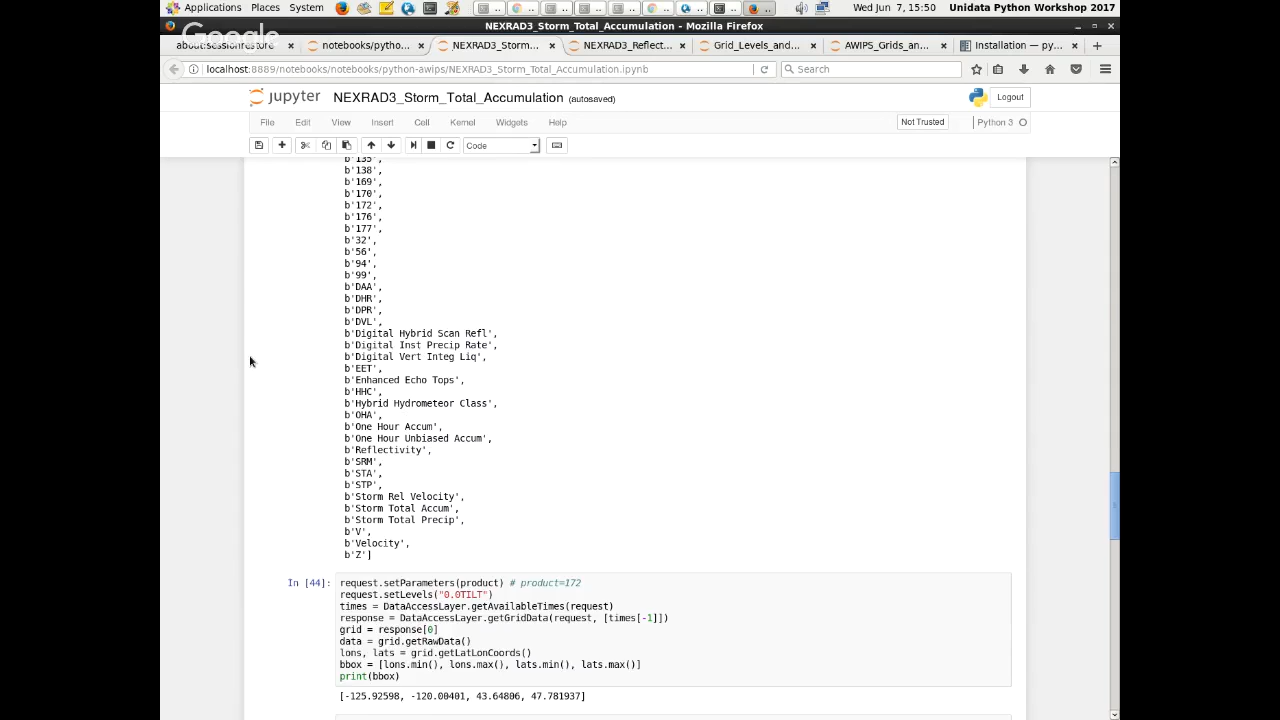 Applications Places System
Wed Jun 7, 15:50 Unidata Python Workshop 2017
Google
NEXRAD3_Storm_Total_Accumulation - Mozilla Firefox
about:sessionrestore
notebooks/pytho...
NEXRAD3_Storm...
NEXRAD3_Reflect...
Grid_Levels_and...
AWIPS_Grids_an...
Installation — py...
localhost:8889/notebooks/notebooks/python-awips/NEXRAD3_Storm_Total_Accumulation.ipynb
Search
jupyter NEXRAD3_Storm_Total_Accumulation (autosaved)
Logout
File Edit View Insert Cell Kernel Widgets Help
Not Trusted
Python 3
Code
b'135',
b'138',
b'169',
b'170',
b'172',
b'176',
b'177',
b'32',
b'56',
b'94',
b'99',
b'DAA',
b'DHR',
b'DPR',
b'DVL',
b'Digital Hybrid Scan Refl',
b'Digital Inst Precip Rate',
b'Digital Vert Integ Liq',
b'EET',
b'Enhanced Echo Tops',
b'HHC',
b'Hybrid Hydrometeor Class',
b'OHA',
b'One Hour Accum',
b'One Hour Unbiased Accum',
b'Reflectivity',
b'SRM',
b'STA',
b'STP',
b'Storm Rel Velocity',
b'Storm Total Accum',
b'Storm Total Precip',
b'V',
b'Velocity',
b'Z']
In [44]:
request.setParameters(product) # product=172
request.setLevels("0.0TILT")
times = DataAccessLayer.getAvailableTimes(request)
response = DataAccessLayer.getGridData(request, [times[-1]])
grid = response[0]
data = grid.getRawData()
lons, lats = grid.getLatLonCoords()
bbox = [lons.min(), lons.max(), lats.min(), lats.max()]
print(bbox)
[-125.92598, -120.00401, 43.64806, 47.781937]